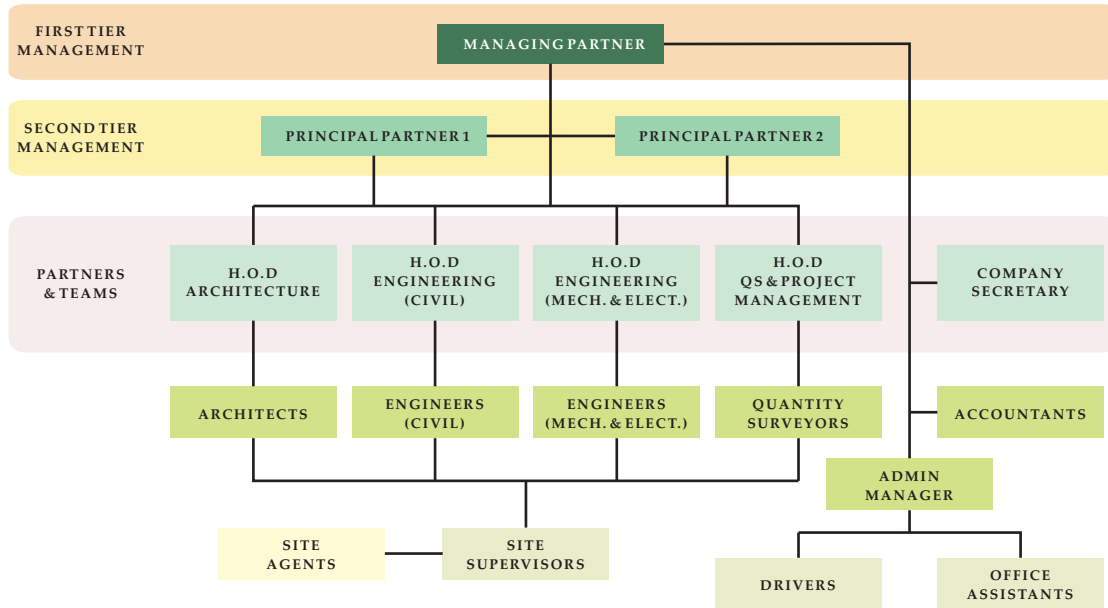 FIRST TIER
MANAGEMENT
MANAGING PARTNER
SECOND TIER
MANAGEMENT
PRINCIPAL PARTNER 1
PRINCIPAL PARTNER 2
PARTNERS
& TEAMS
H.O.D
ARCHITECTURE
H.O.D
ENGINEERING
(CIVIL)
H.O.D
ENGINEERING
(MECH. & ELECT.)
H.O.D
QS & PROJECT
MANAGEMENT
COMPANY
SECRETARY
ARCHITECTS
ENGINEERS
(CIVIL)
ENGINEERS
(MECH. & ELECT.)
QUANTITY
SURVEYORS
ACCOUNTANTS
ADMIN
MANAGER
SITE
AGENTS
SITE
SUPERVISORS
DRIVERS
OFFICE
ASSISTANTS